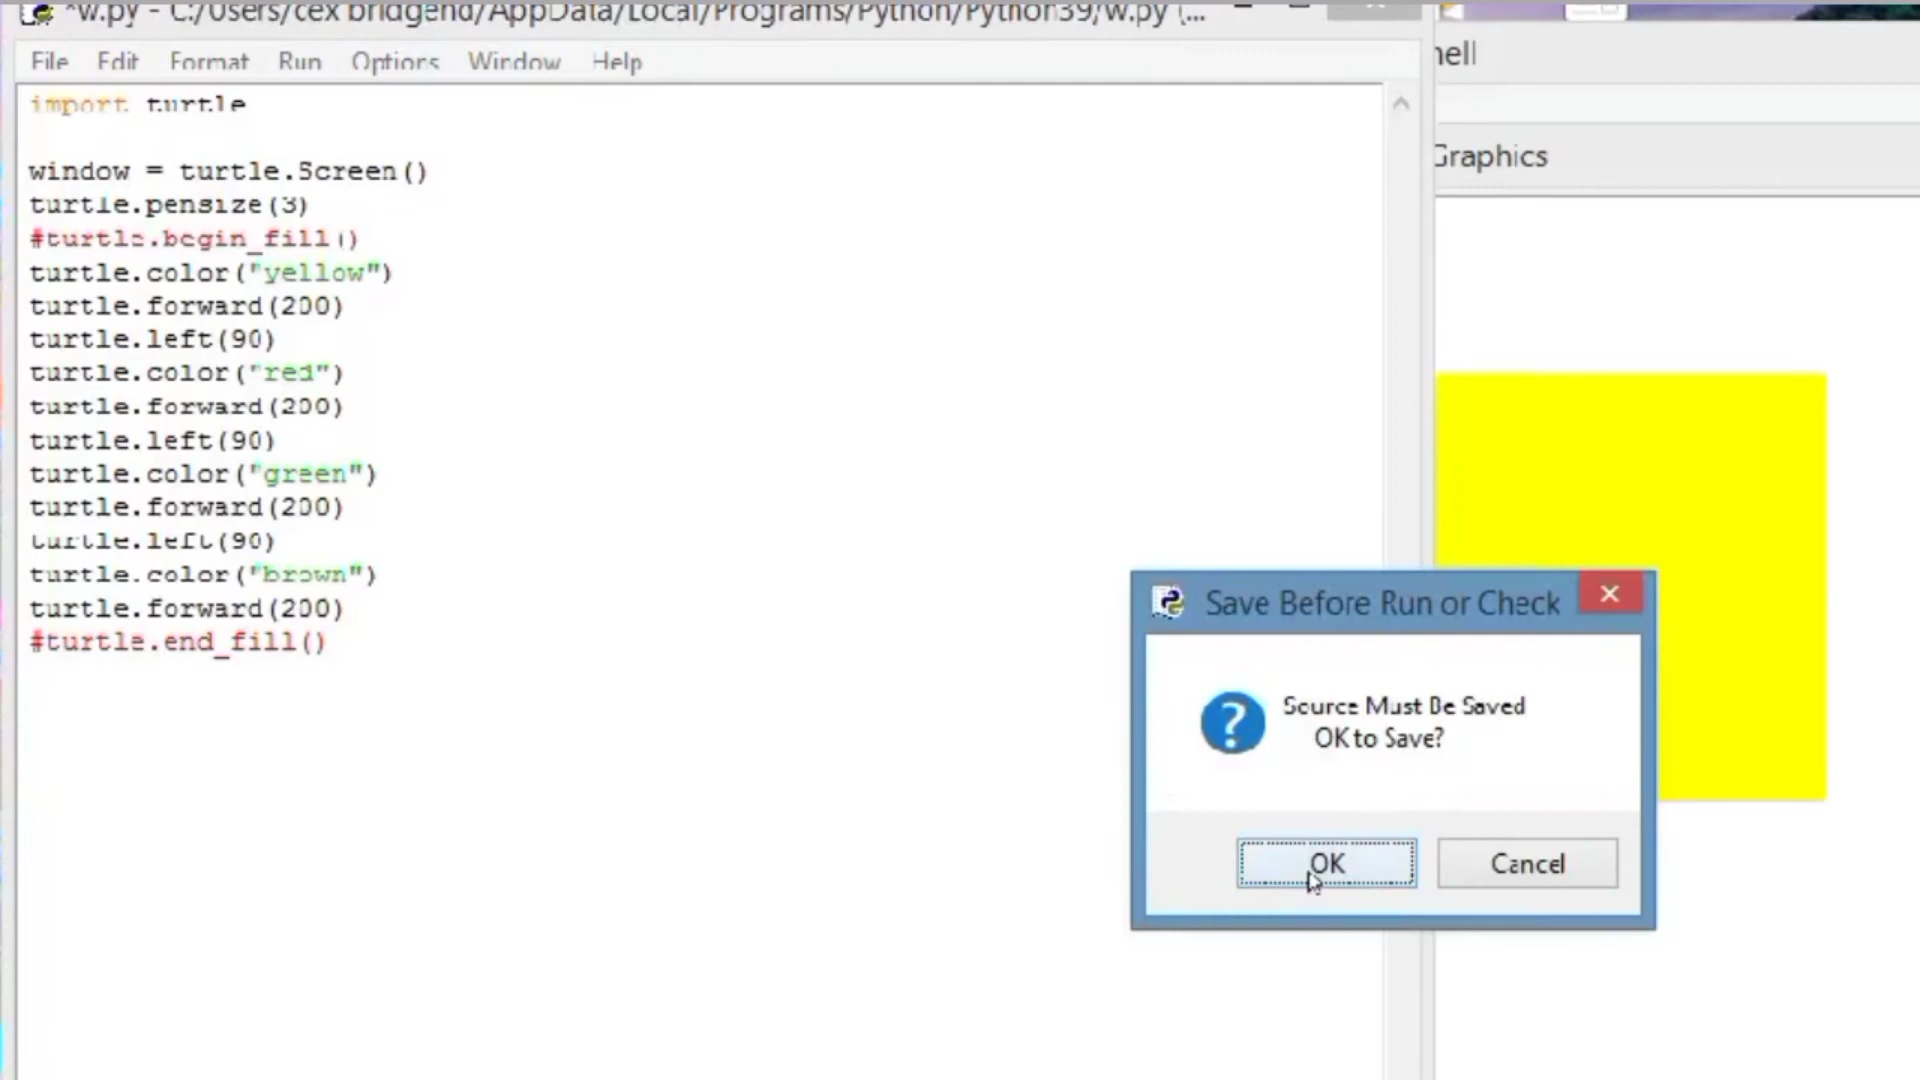 *w.py - C:/Users/cex bridgend/AppData/Local/Programs/Python/Python39/w.py (...
File Edit Format Run Options Window Help
import turtle
window = turtle.Screen()
turtle.pensize(3)
#turtle.begin_fill()
turtle.color("yellow")
turtle.forward(200)
turtle.left(90)
turtle.color("red")
turtle.forward(200)
turtle.left(90)
turtle.color("green")
turtle.forward(200)
turtle.left(90)
turtle.color("brown")
turtle.forward(200)
#turtle.end_fill()
hell
Graphics
Save Before Run or Check
Source Must Be Saved
OK to Save?
OK Cancel